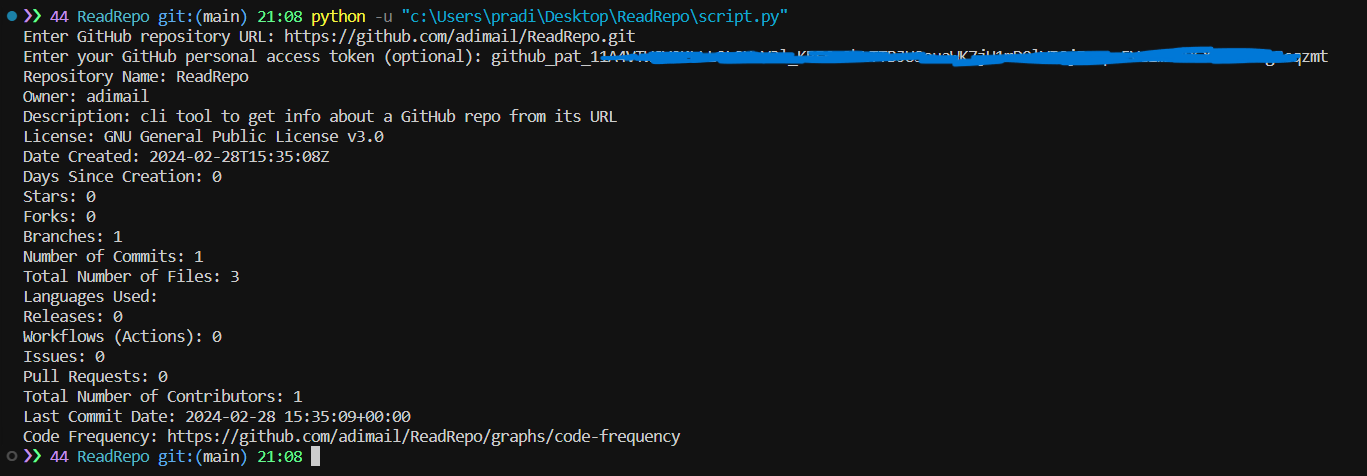 ❯❯ 44 ReadRepo git:(main) 21:08 python -u "c:\Users\pradi\Desktop\ReadRepo\script.py"
Enter GitHub repository URL: https://github.com/adimail/ReadRepo.git
Enter your GitHub personal access token (optional):
Repository Name: ReadRepo
Owner: adimail
Description: cli tool to get info about a GitHub repo from its URL
License: GNU General Public License v3.0
Date Created: 2024-02-28T15:35:08Z
Days Since Creation: 0
Stars: 0
Forks: 0
Branches: 1
Number of Commits: 1
Total Number of Files: 3
Languages Used:
Releases: 0
Workflows (Actions): 0
Issues: 0
Pull Requests: 0
Total Number of Contributors: 1
Last Commit Date: 2024-02-28 15:35:09+00:00
Code Frequency: https://github.com/adimail/ReadRepo/graphs/code-frequency
❯❯ 44 ReadRepo git:(main) 21:08